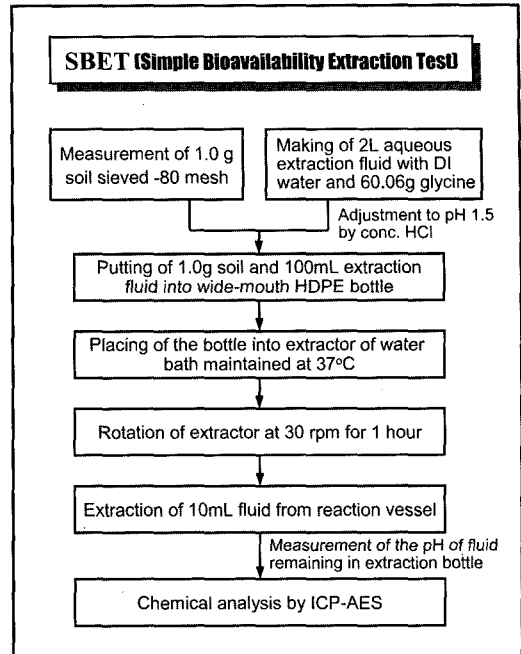 SBET (Simple Bioavailability Extraction Test)
Measurement of 1.0 g
soil sieved -80 mesh
Making of 2L aqueous
extraction fluid with DI
water and 60.06g glycine
Adjustment to pH 1.5
by conc. HCl
Putting of 1.0g soil and 100mL extraction
fluid into wide-mouth HDPE bottle
Placing of the bottle into extractor of water
bath maintained at 37°C
Rotation of extractor at 30 rpm for 1 hour
Extraction of 10mL fluid from reaction vessel
Measurement of the pH of fluid
remaining in extraction bottle
Chemical analysis by ICP-AES